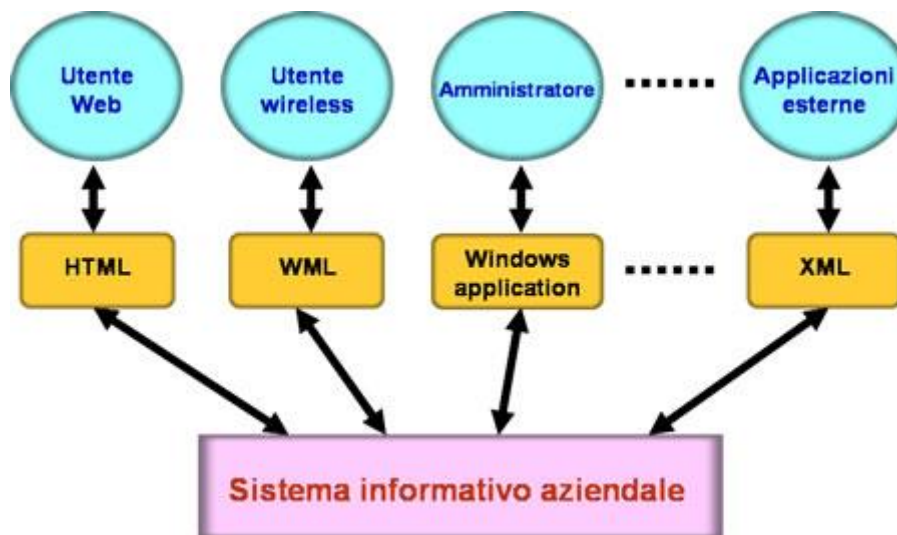 Utente
Web
Utente
wireless
Amministratore
Applicazioni
esterne
HTML
WML
Windows
application
XML
Sistema informativo aziendale